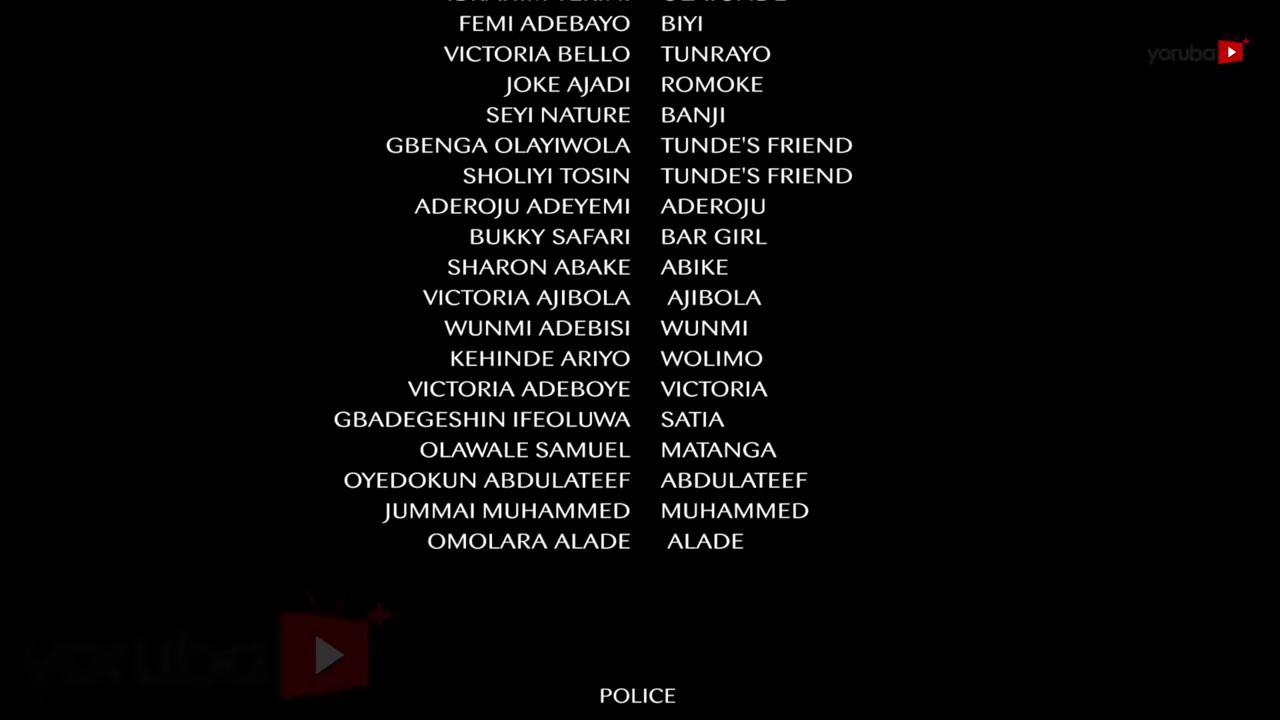 FEMI ADEBAYO BIYI
VICTORIA BELLO TUNRAYO
JOKE AJADI ROMOKE
SEYI NATURE BANJI
GBENGA OLAYIWOLA TUNDE'S FRIEND
SHOLIYI TOSIN TUNDE'S FRIEND
ADEROJU ADEYEMI ADEROJU
BUKKY SAFARI BAR GIRL
SHARON ABAKE ABIKE
VICTORIA AJIBOLA AJIBOLA
WUNMI ADEBISI WUNMI
KEHINDE ARIYO WOLIMO
VICTORIA ADEBOYE VICTORIA
GBADEGESHIN IFEOLUWA SATIA
OLAWALE SAMUEL MATANGA
OYEDOKUN ABDULATEEF ABDULATEEF
JUMMAI MUHAMMED MUHAMMED
OMOLARA ALADE ALADE
POLICE
yoruba
yoruba